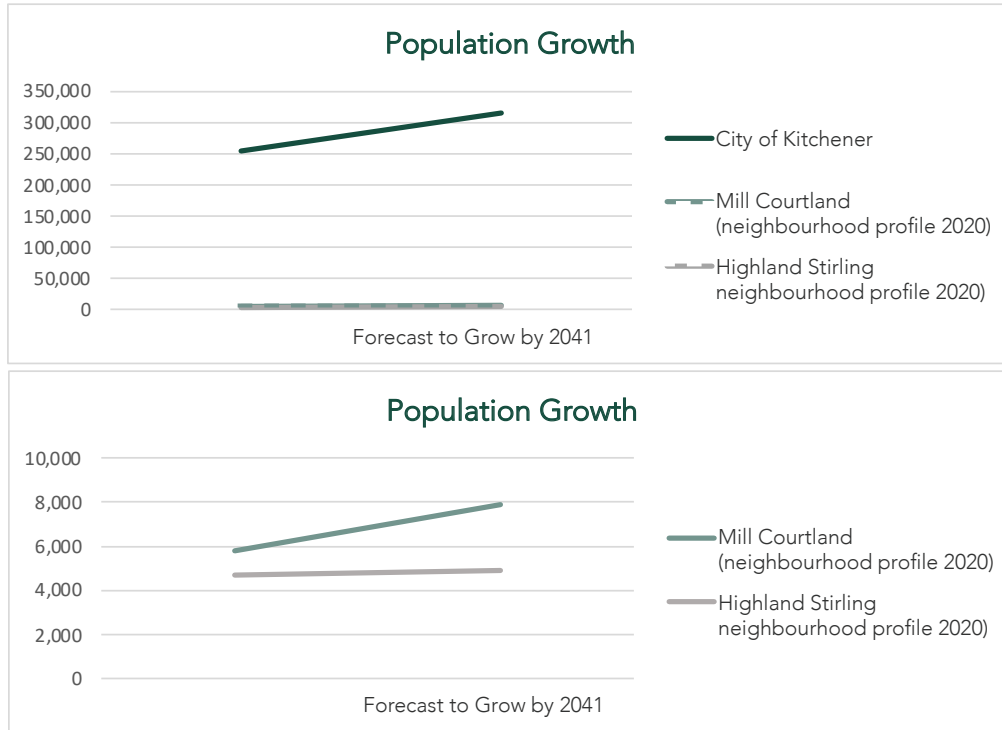 Population Growth
350,000
300,000
250,000
200,000
150,000
100,000
50,000
0
Forecast to Grow by 2041
City of Kitchener
Mill Courtland
(neighbourhood profile 2020)
Highland Stirling
neighbourhood profile 2020)
Population Growth
10,000
8,000
6,000
4,000
2,000
0
Forecast to Grow by 2041
Mill Courtland
(neighbourhood profile 2020)
Highland Stirling
neighbourhood profile 2020)